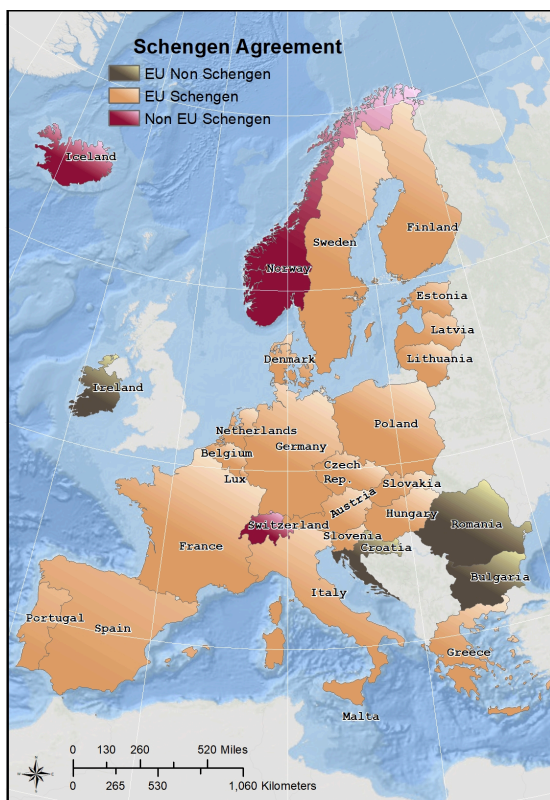 Schengen Agreement
EU Non Schengen
EU Schengen
Non EU Schengen
Iceland
Finland
Sweden
Norway
Estonia
Latvia
Lithuania
Denmark
Ireland
Netherlands
Poland
Belgium
Germany
Lux
Czech
Rep.
Slovakia
Austria
Hungary
Romania
Switzerland
Slovenia
Croatia
France
Bulgaria
Italy
Portugal
Spain
Greece
Malta
0 130 260 520 Miles
0 265 530 1,060 Kilometers